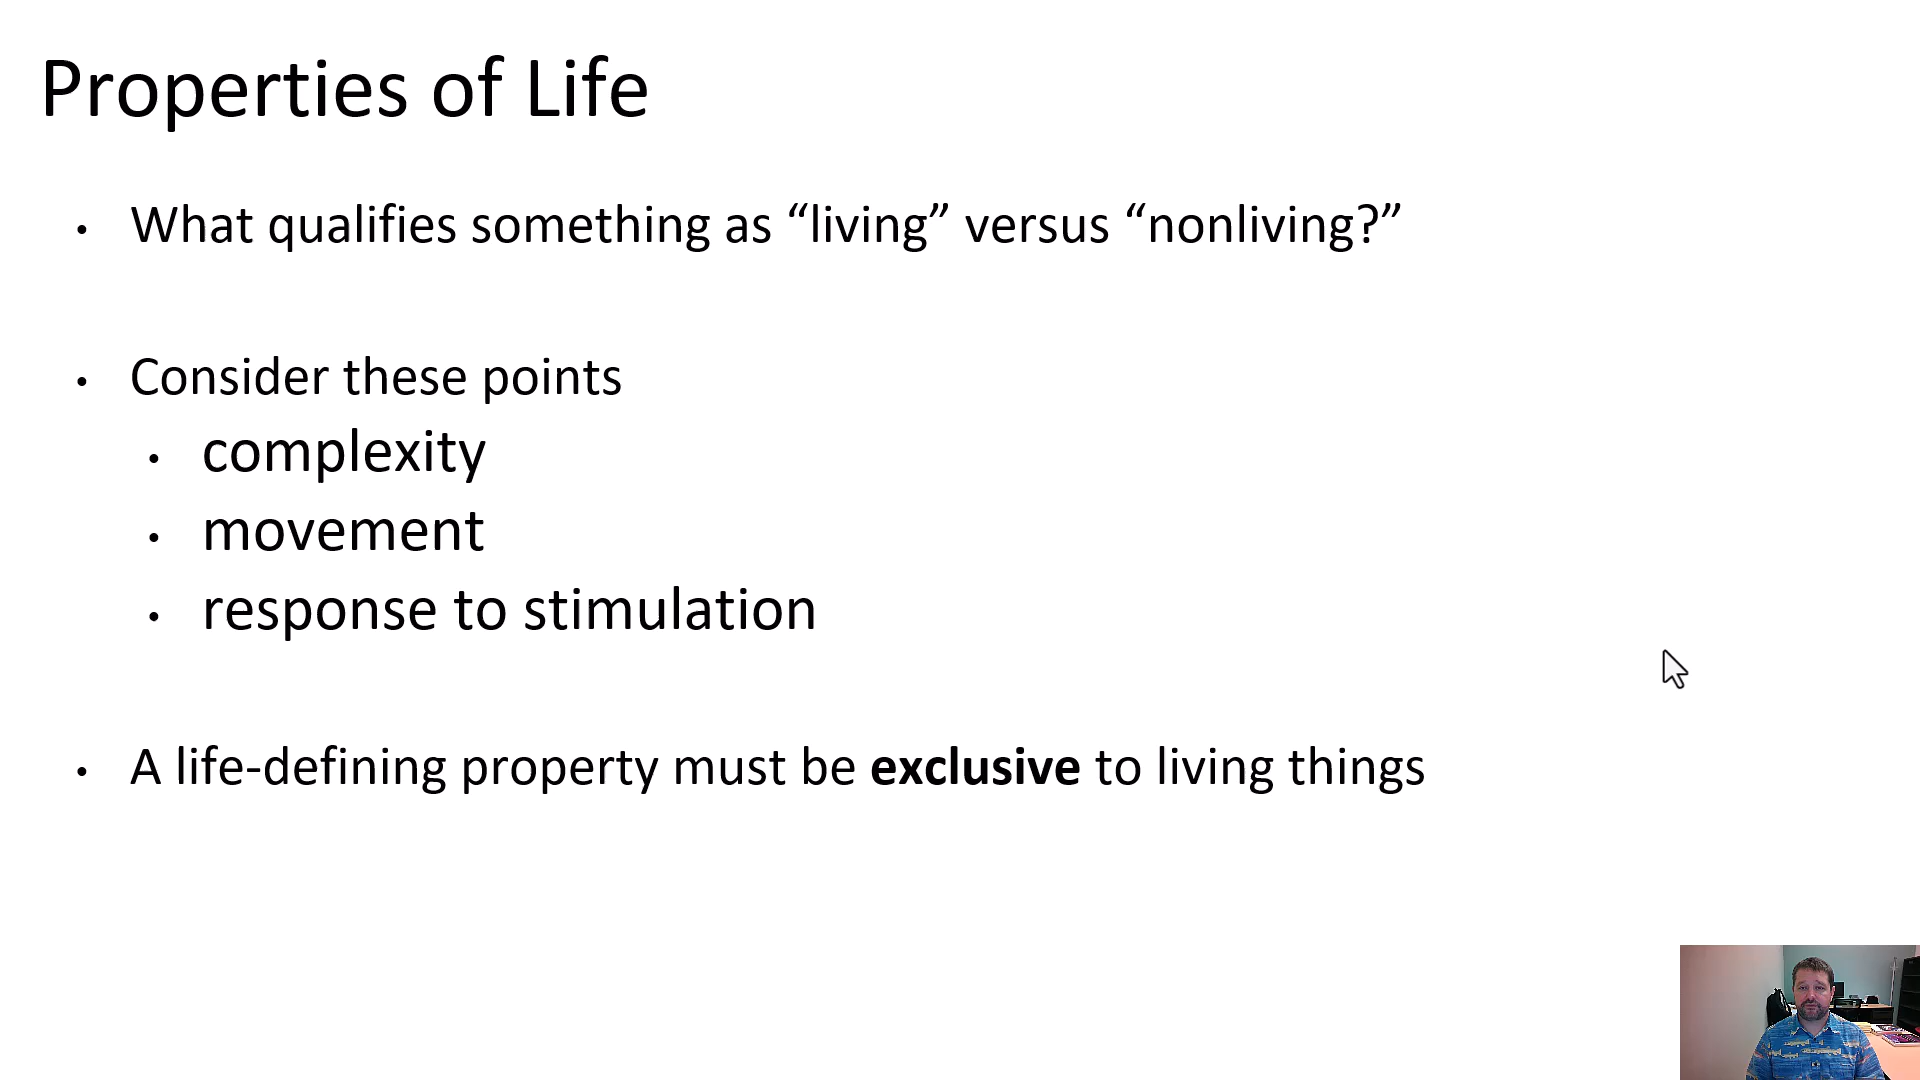 Properties of Life
• What qualifies something as “living” versus “nonliving?”
• Consider these points
• complexity
• movement
• response to stimulation
• A life-defining property must be exclusive to living things